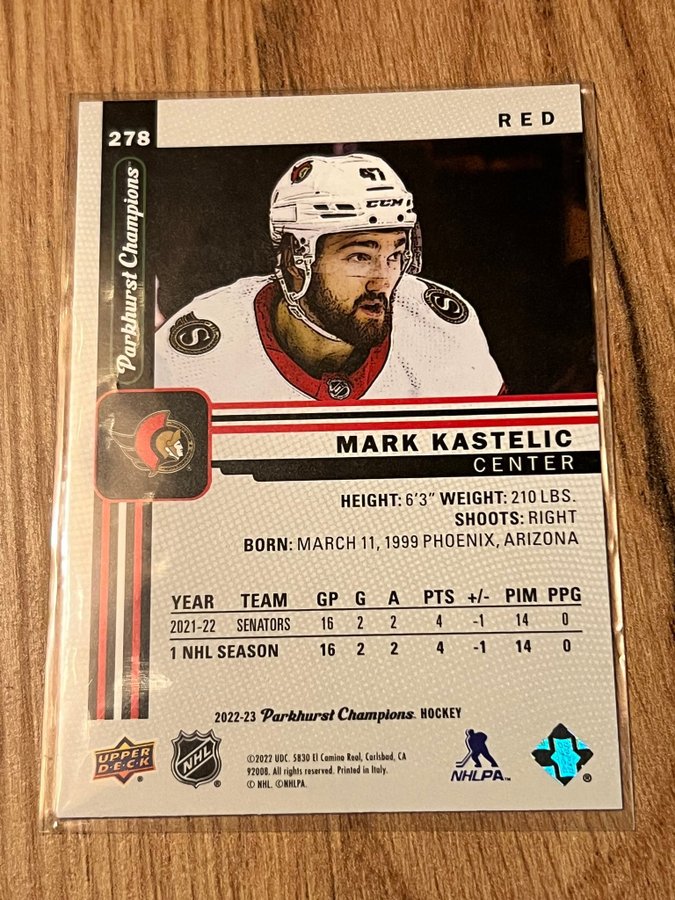 RED
278
Parkhurst Champions
47
CCM
S
S
MARK KASTELIC
CENTER
HEIGHT: 6'3" WEIGHT: 210 LBS.
SHOOTS: RIGHT
BORN: MARCH 11, 1999 PHOENIX, ARIZONA
YEAR TEAM GP G A PTS +/- PIM PPG
2021-22 SENATORS 16 2 2 4 -1 14 0
1 NHL SEASON 16 2 2 4 -1 14 0
2022-23 Parkhurst Champions. HOCKEY
UPPER DECK ®
NHL ®
©2022 UDC. 5830 El Camino Real, Carlsbad, CA
92008. All rights reserved. Printed in Italy.
© NHL. ©NHLPA.
NHLPA™
®